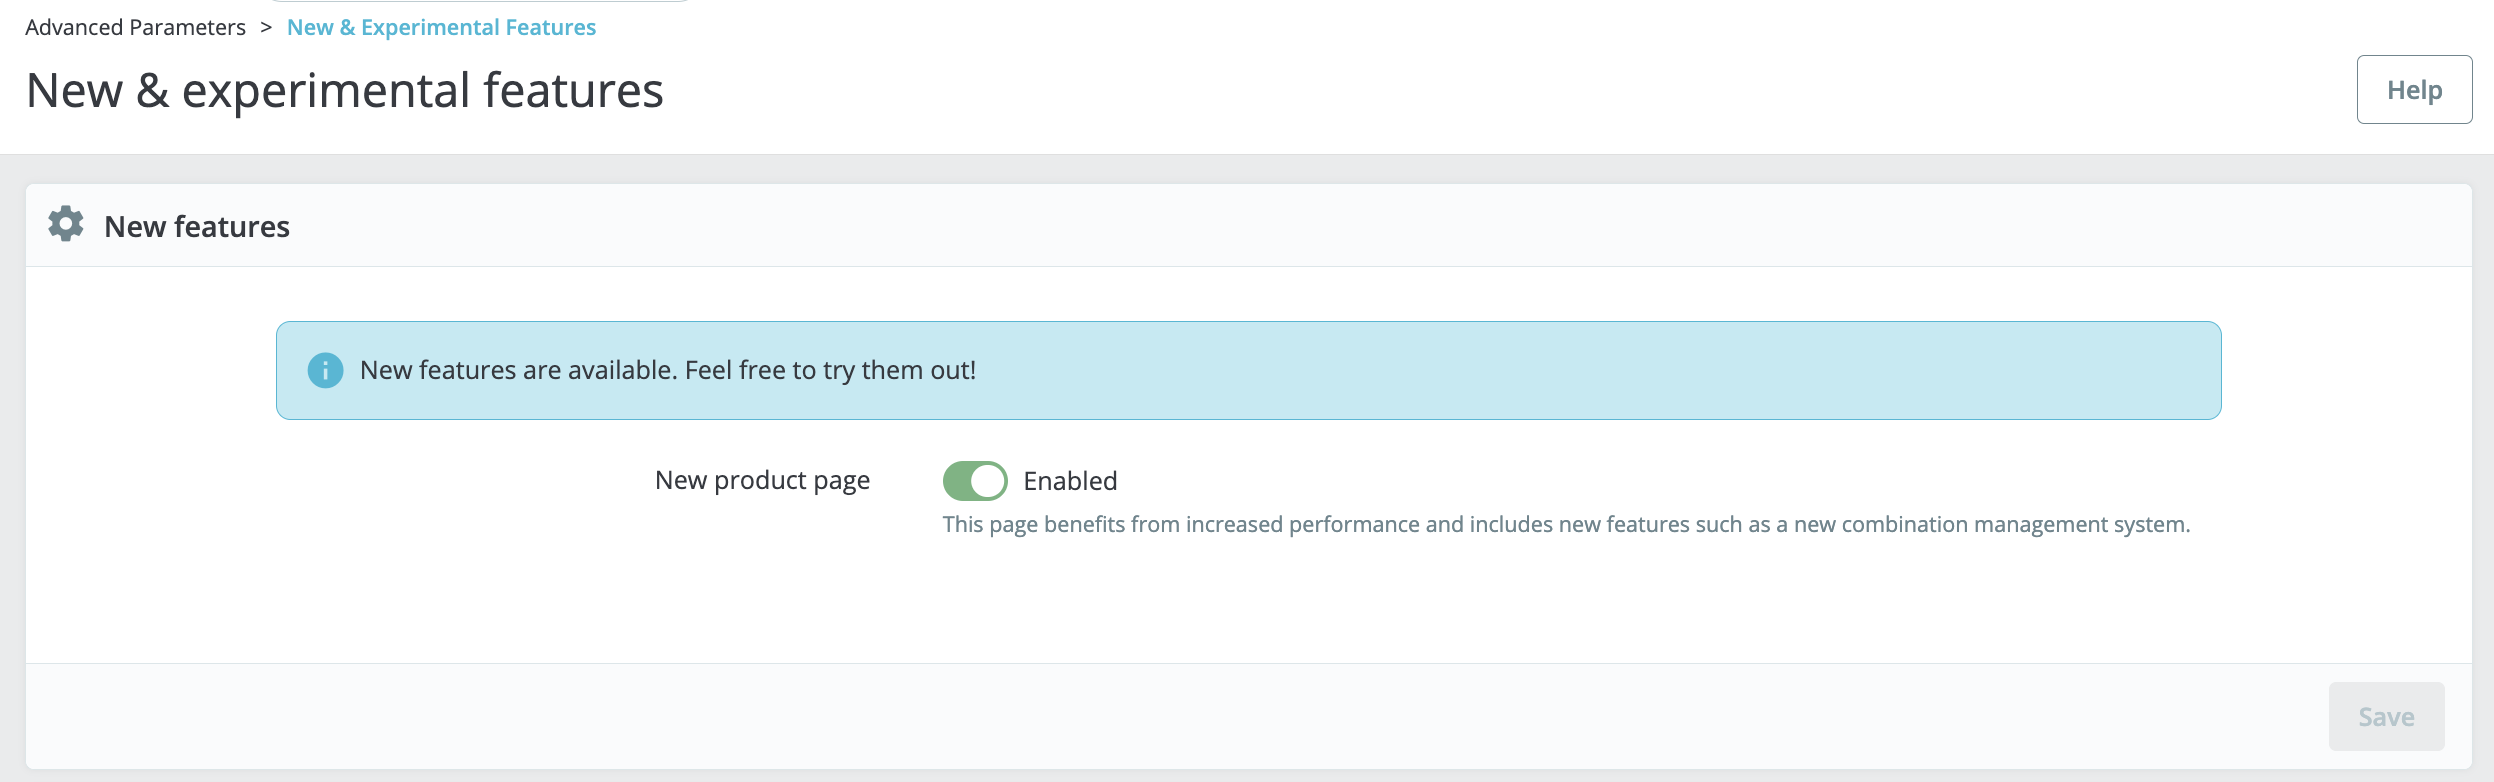 Advanced Parameters > New & Experimental Features
New & experimental features
Help
New features
New features are available. Feel free to try them out!
New product page Enabled
This page benefits from increased performance and includes new features such as a new combination management system.
Save